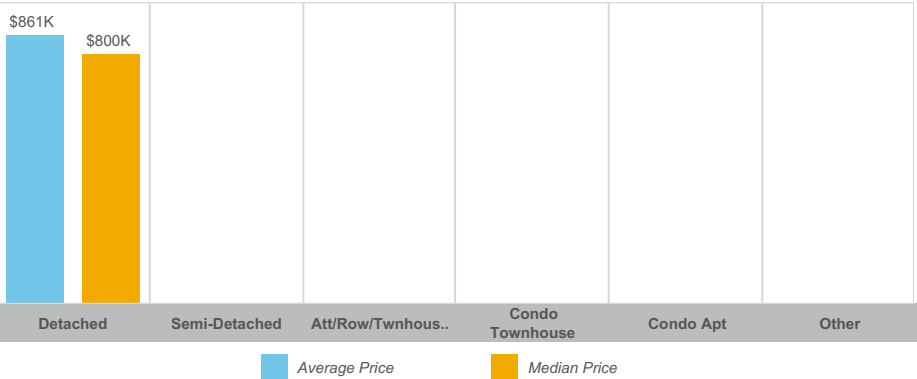 $861K
$800K
Detached
Semi-Detached
Att/Row/Twnhous..
Condo
Townhouse
Condo Apt
Other
Average Price
Median Price